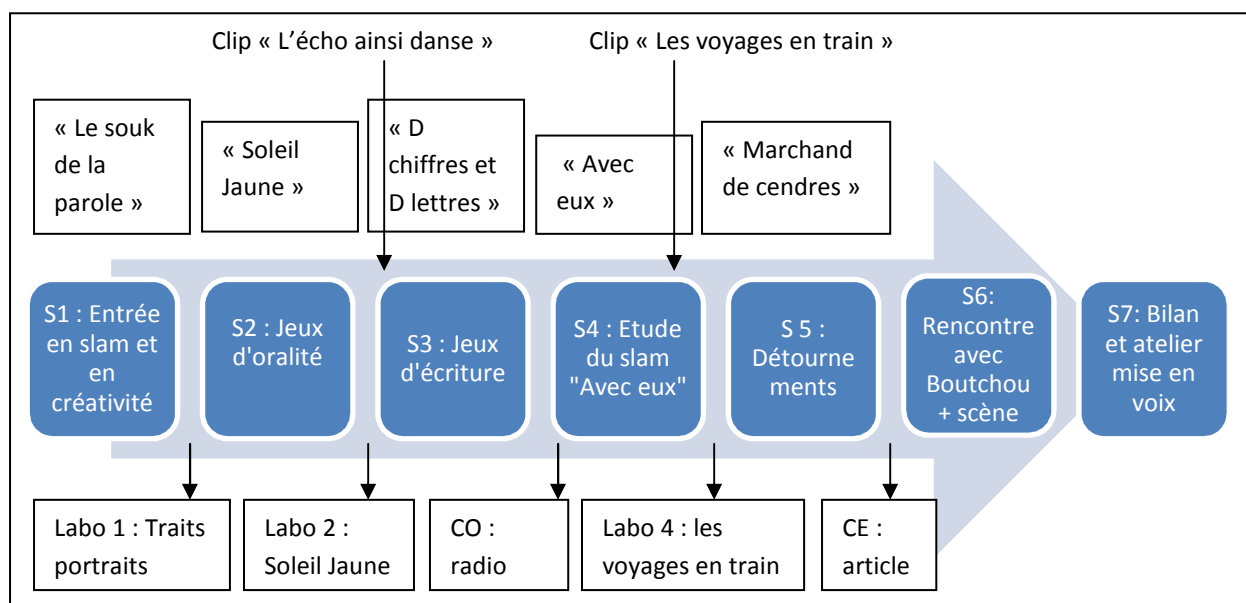 Clip « L'écho ainsi danse »
Clip « Les voyages en train »
« Le souk
de la
parole »
« Soleil
Jaune »
« D
chiffres et
D lettres »
« Avec
eux »
« Marchand
de cendres »
S1 : Entrée
en slam et
en
créativité
S2 : Jeux
d'oralité
S3 : Jeux
d'écriture
S4 : Etude
du slam
"Avec eux"
S 5 :
Détourne
ments
S6:
Rencontre
avec
Boutchou
+ scène
S7: Bilan
et atelier
mise en
voix
Labo 1 : Traits
portraits
Labo 2 :
Soleil Jaune
CO :
radio
Labo 4 : les
voyages en train
CE :
article